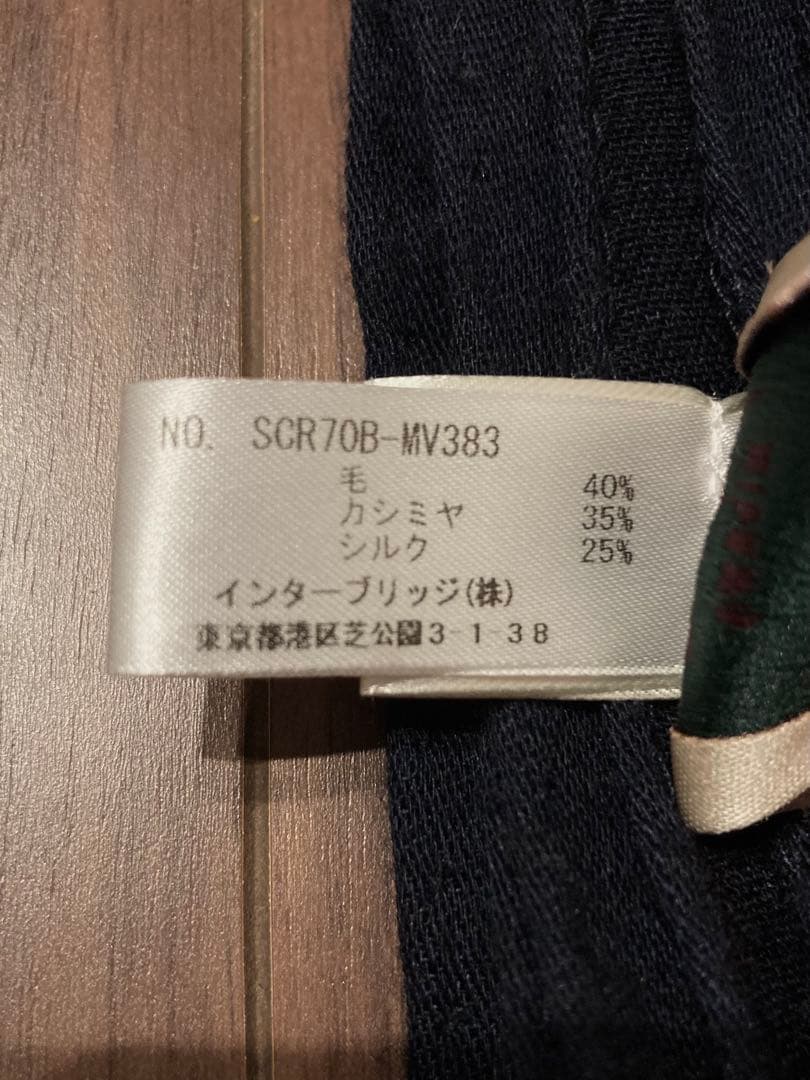 NO. SCR70B-MV383
毛 40%
カシミヤ 35%
シルク 25%
インターブリッジ(株)
東京都港区芝公園3-1-38